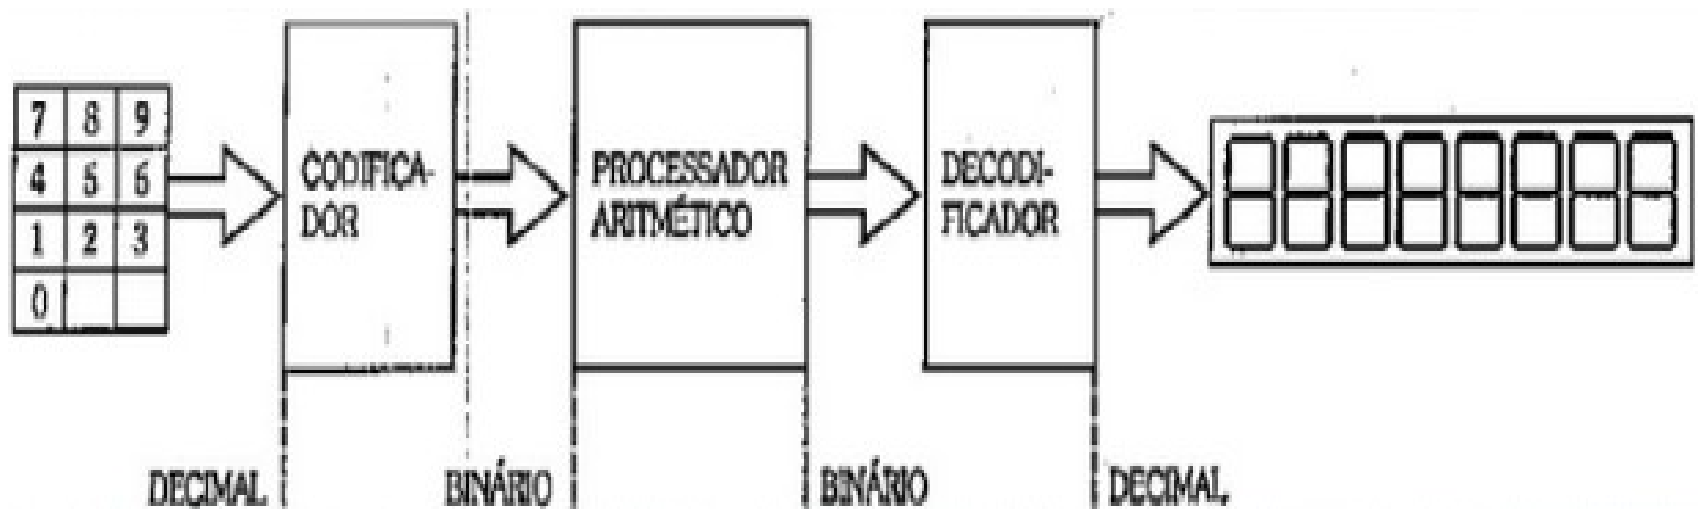 7 8 9
4 5 6
1 2 3
0
CODIFICA-
DOR
PROCESSADOR
ARITMÉTICO
DECODI-
FICADOR
DECIMAL
BINÁRIO
BINÁRIO
DECIMAL